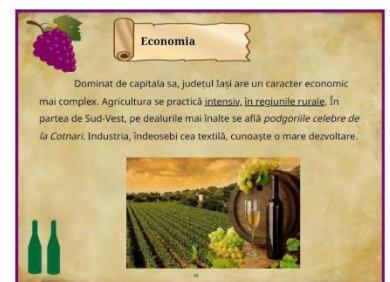 Economia
Dominat de capitala sa, județul Iași are un caracter economic
mai complex. Agricultura se practică intensiv, în regiunile rurale. În
partea de Sud-Vest, pe dealurile mai înalte se află podgoriile celebre de
la Cotnari. Industria, îndeosebi cea textilă, cunoaște o mare dezvoltare.